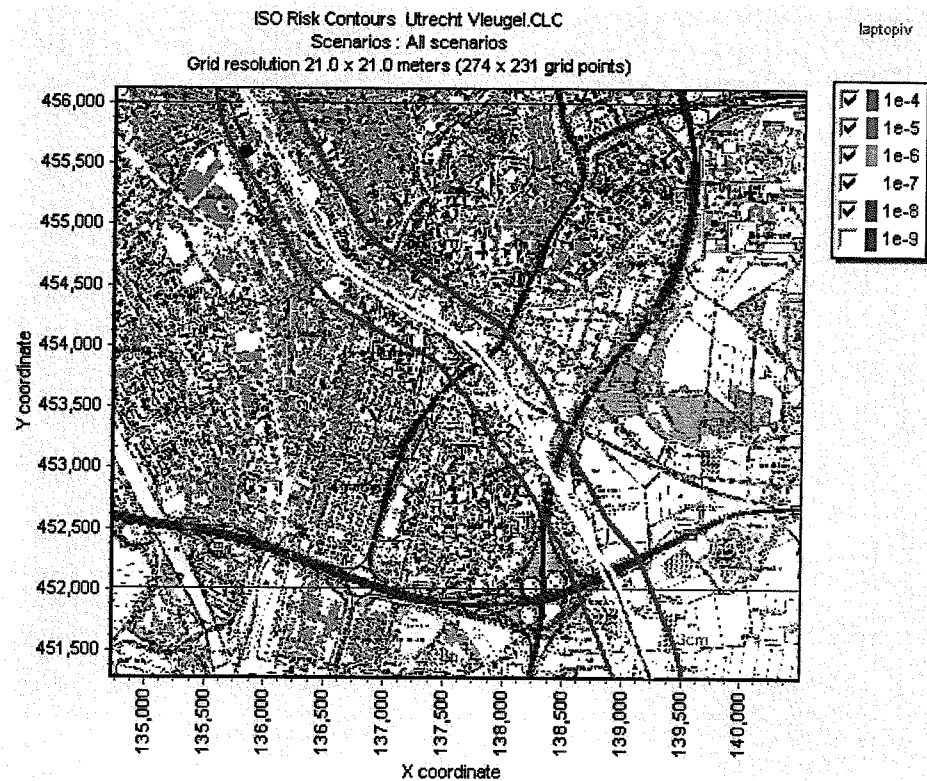 ISO Risk Contours Utrecht Vleugel.CLC
Scenarios : All scenarios
Grid resolution 21.0 x 21.0 meters (274 x 231 grid points)
laptopiv
1e-4
1e-5
1e-6
1e-7
1e-8
1e-9
Y coordinate
456,000
455,500
455,000
454,500
454,000
453,500
453,000
452,500
452,000
451,500
3cm
135,000
135,500
136,000
136,500
137,000
137,500
138,000
138,500
139,000
139,500
140,000
X coordinate